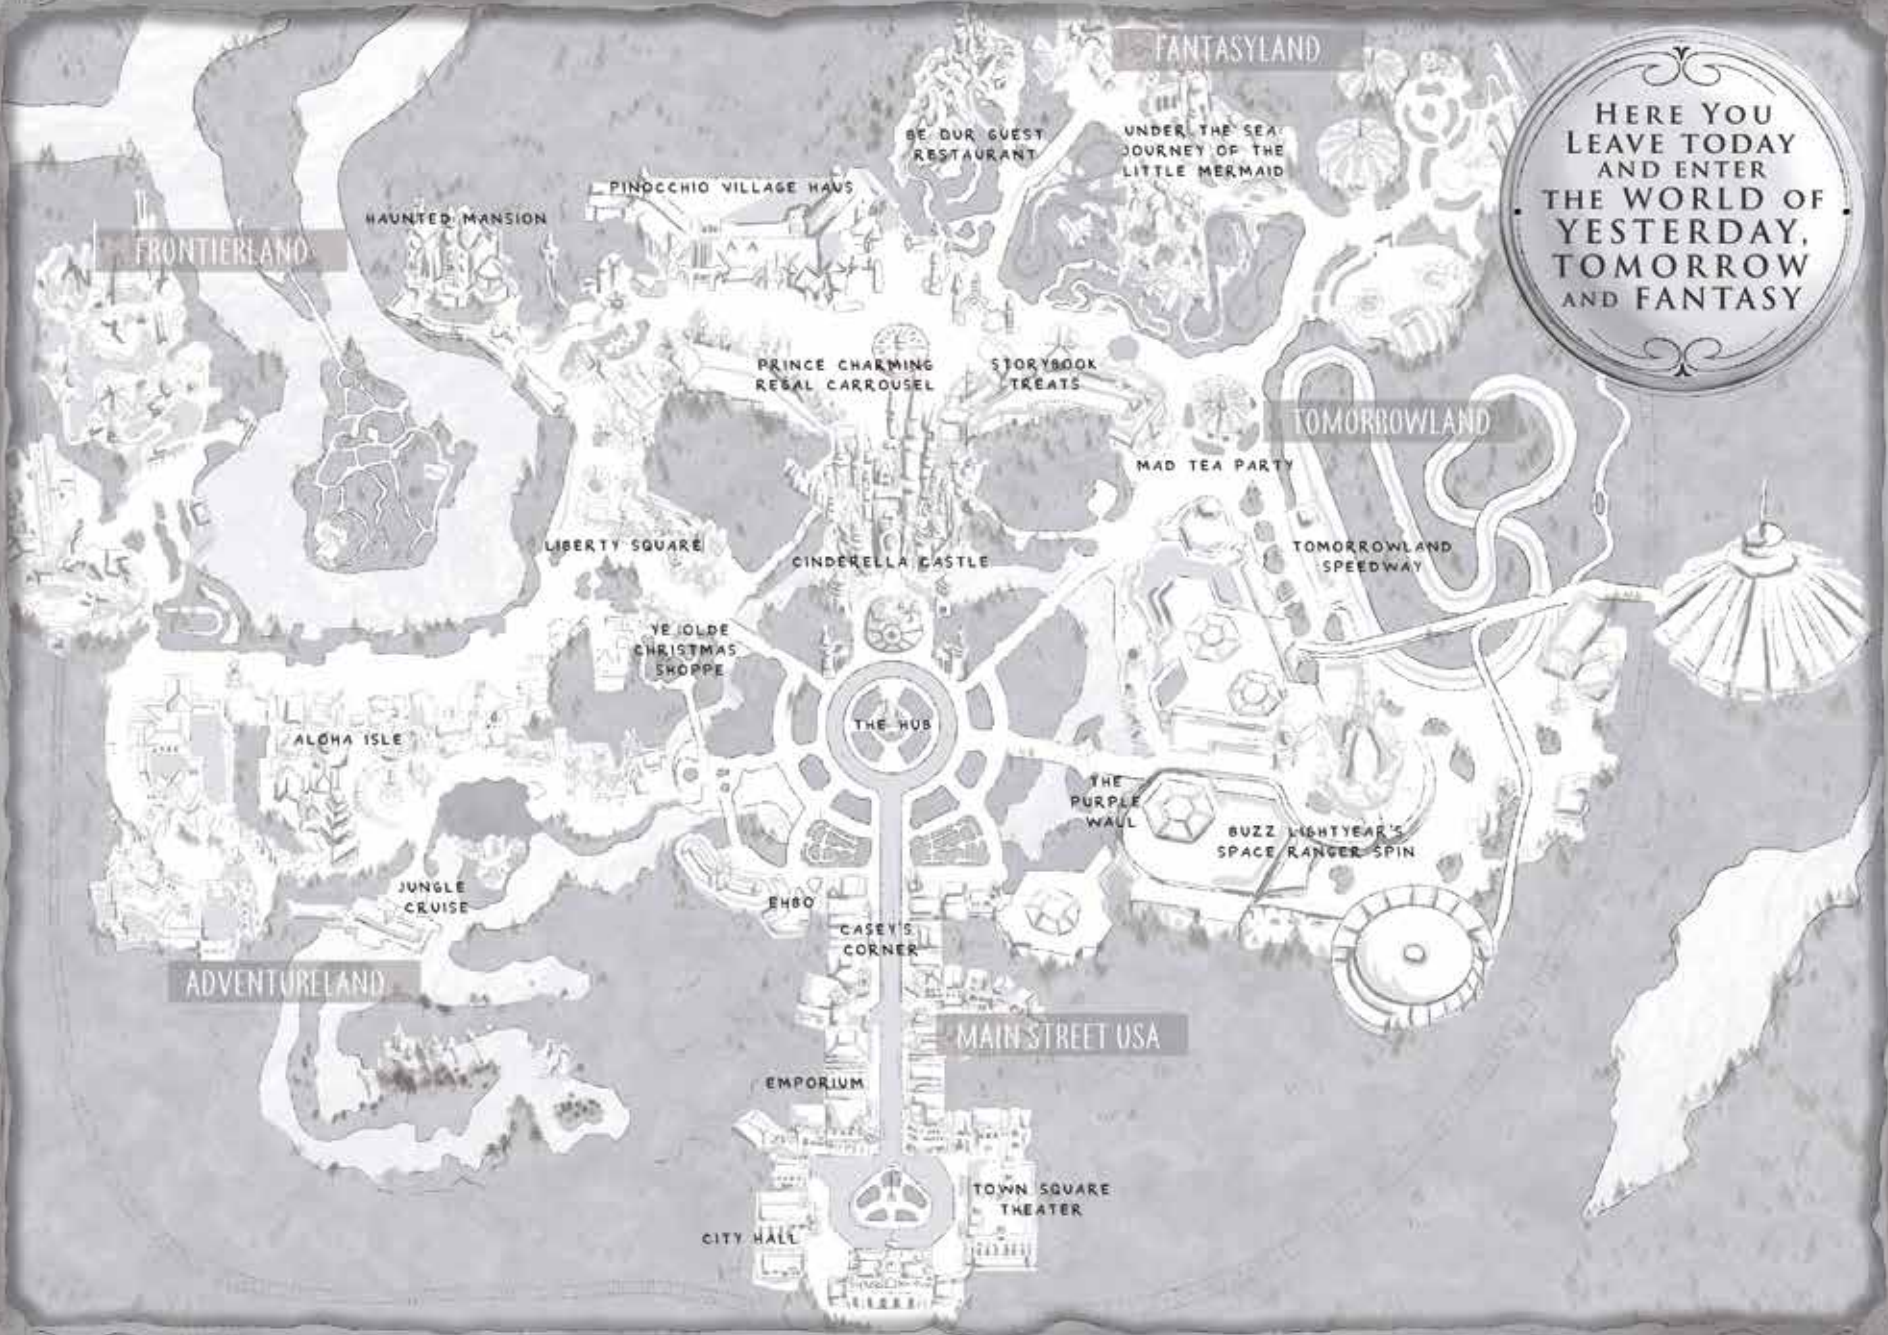 FANTASYLAND
HERE YOU
LEAVE TODAY
AND ENTER
THE WORLD OF
YESTERDAY,
TOMORROW
AND FANTASY
BE OUR GUEST
RESTAURANT
UNDER THE SEA:
JOURNEY OF THE
LITTLE MERMAID
PINOCCHIO VILLAGE HAUS
HAUNTED MANSION
FRONTIERLAND
PRINCE CHARMING
REGAL CARROUSEL
STORYBOOK
TREATS
TOMORROWLAND
MAD TEA PARTY
LIBERTY SQUARE
CINDERELLA CASTLE
TOMORROWLAND
SPEEDWAY
YE OLDE
CHRISTMAS
SHOPPE
THE HUB
ALOHA ISLE
THE
PURPLE
WALL
BUZZ LIGHTYEAR'S
SPACE RANGER SPIN
JUNGLE
CRUISE
EHBO
CASEY'S
CORNER
ADVENTURELAND
MAIN STREET USA
EMPORIUM
TOWN SQUARE
THEATER
CITY HALL